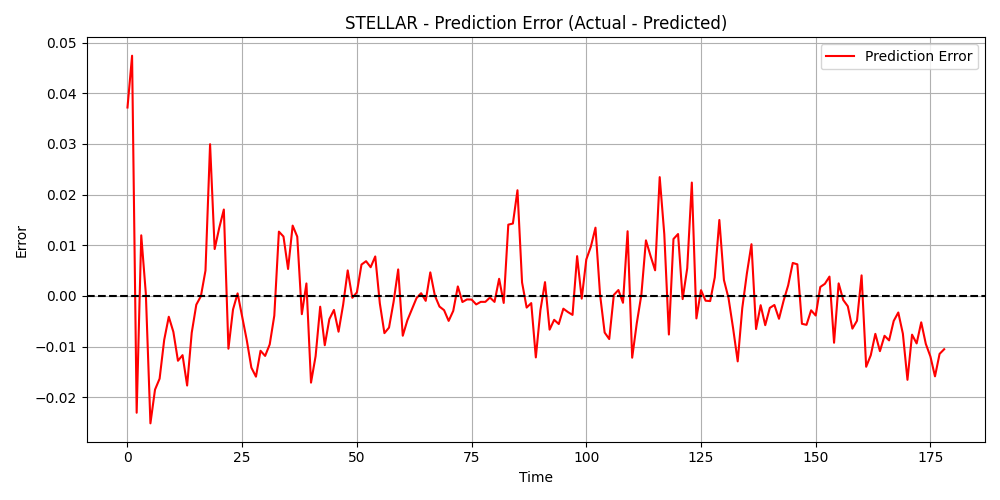 STELLAR - Prediction Error (Actual - Predicted)
Prediction Error
0.05
0.04
0.03
0.02
0.01
0.00
−0.01
−0.02
Error
0 25 50 75 100 125 150 175
Time